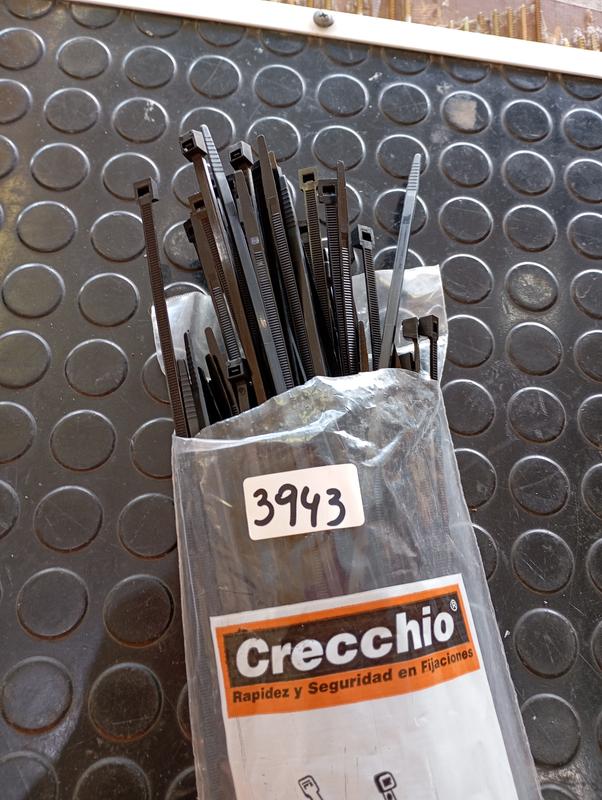 3943
Crecchio®
Rapidez y Seguridad en Fijaciones